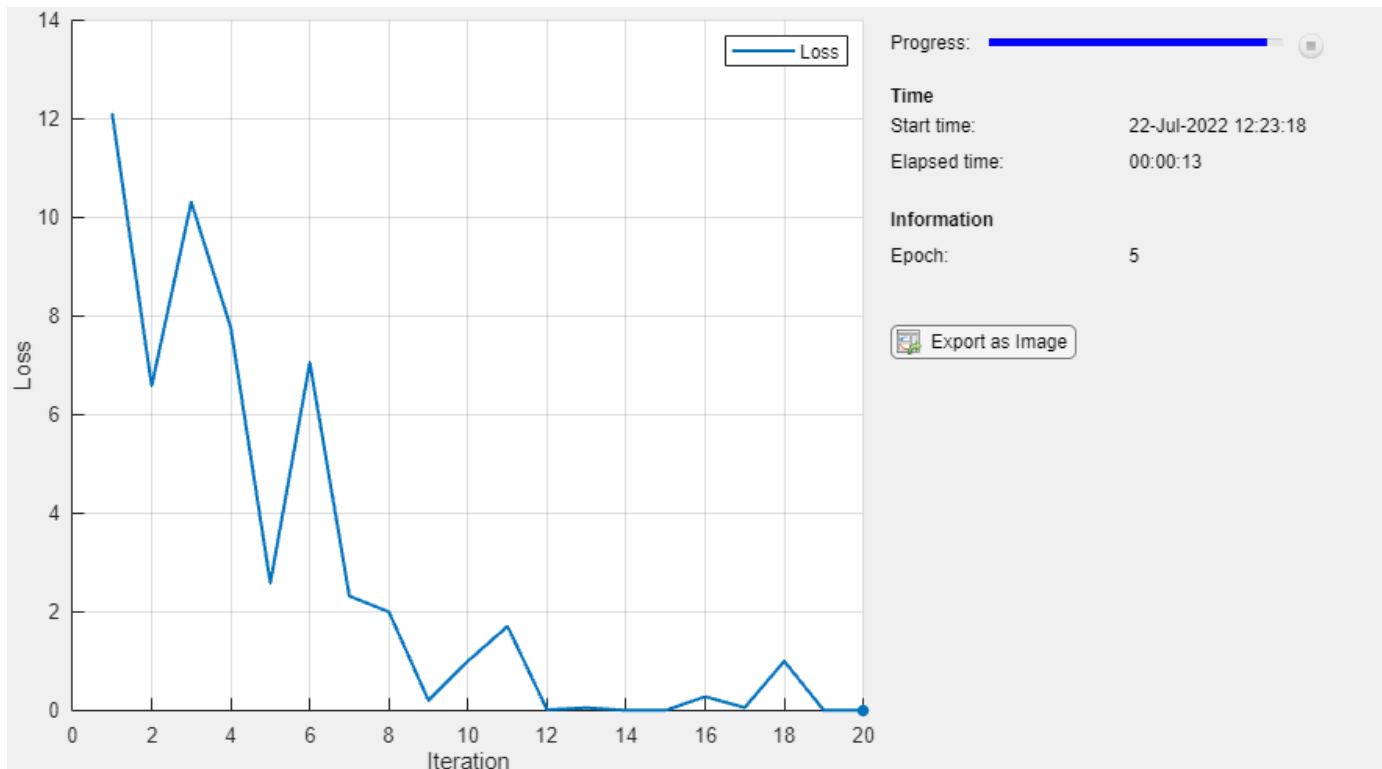 14
12
10
8
6
4
2
0
Loss
0 2 4 6 8 10 12 14 16 18 20
Iteration
Loss
Progress:
Time
Start time: 22-Jul-2022 12:23:18
Elapsed time: 00:00:13
Information
Epoch: 5
Export as Image